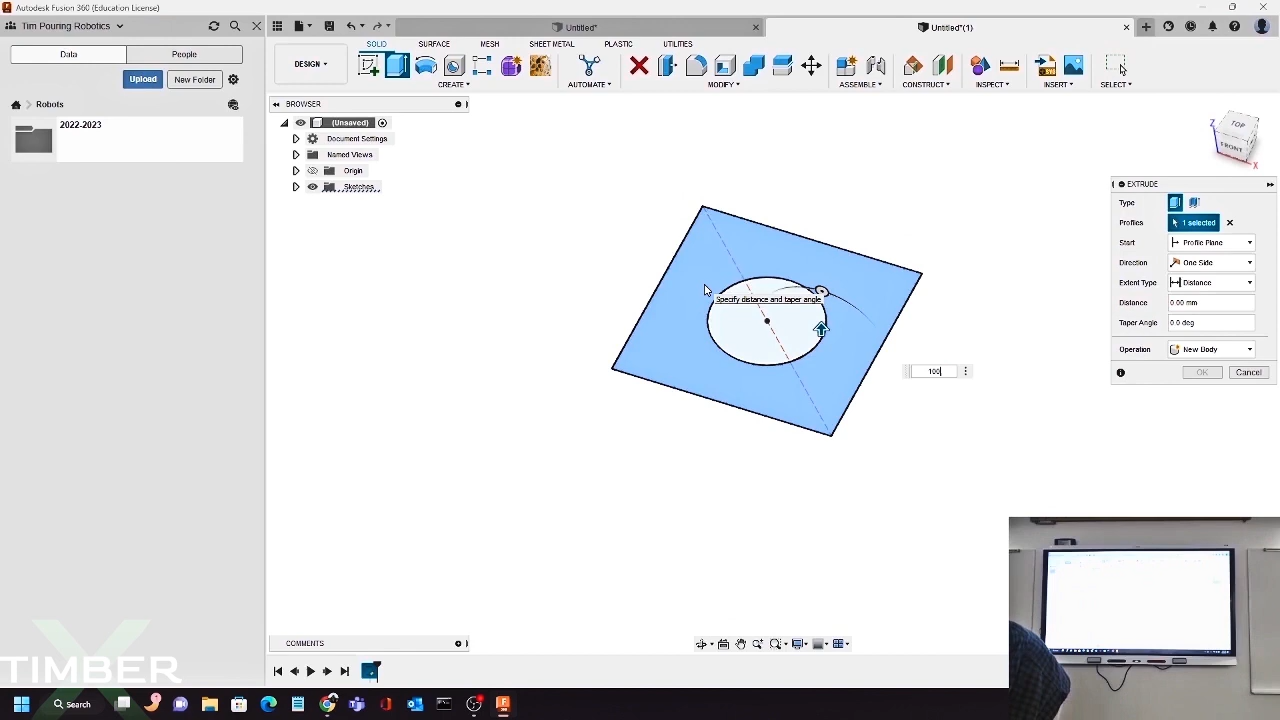 Autodesk Fusion 360 (Education License)
Tim Pouring Robotics
Untitled*
Untitled*(1)
Data
People
Upload
New Folder
Robots
2022-2023
SOLID
SURFACE
MESH
SHEET METAL
PLASTIC
UTILITIES
DESIGN
CREATE
AUTOMATE
MODIFY
ASSEMBLE
CONSTRUCT
INSPECT
INSERT
SELECT
BROWSER
(Unsaved)
Document Settings
Named Views
Origin
Sketches
TOP
FRONT
Z
X
EXTRUDE
Type
Profiles
1 selected
Start
Profile Plane
Direction
One Side
Extent Type
Distance
Distance
0.00 mm
Taper Angle
0.0 deg
Operation
New Body
OK
Cancel
Specify distance and taper angle
100
COMMENTS
TIMBER
X
Search